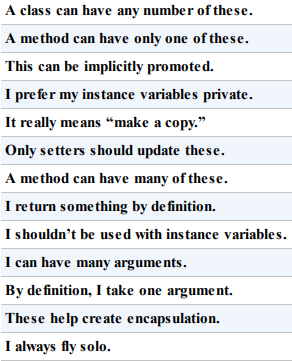 A class can have any number of these.
A method can have only one of these.
This can be implicitly promoted.
I prefer my instance variables private.
It really means “make a copy.”
Only setters should update these.
A method can have many of these.
I return something by definition.
I shouldn’t be used with instance variables.
I can have many arguments.
By definition, I take one argument.
These help create encapsulation.
I always fly solo.